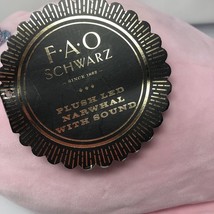 F·A·O
SCHWARZ
— SINCE 1862 —
PLUSH LED
NARWHAL
WITH SOUND